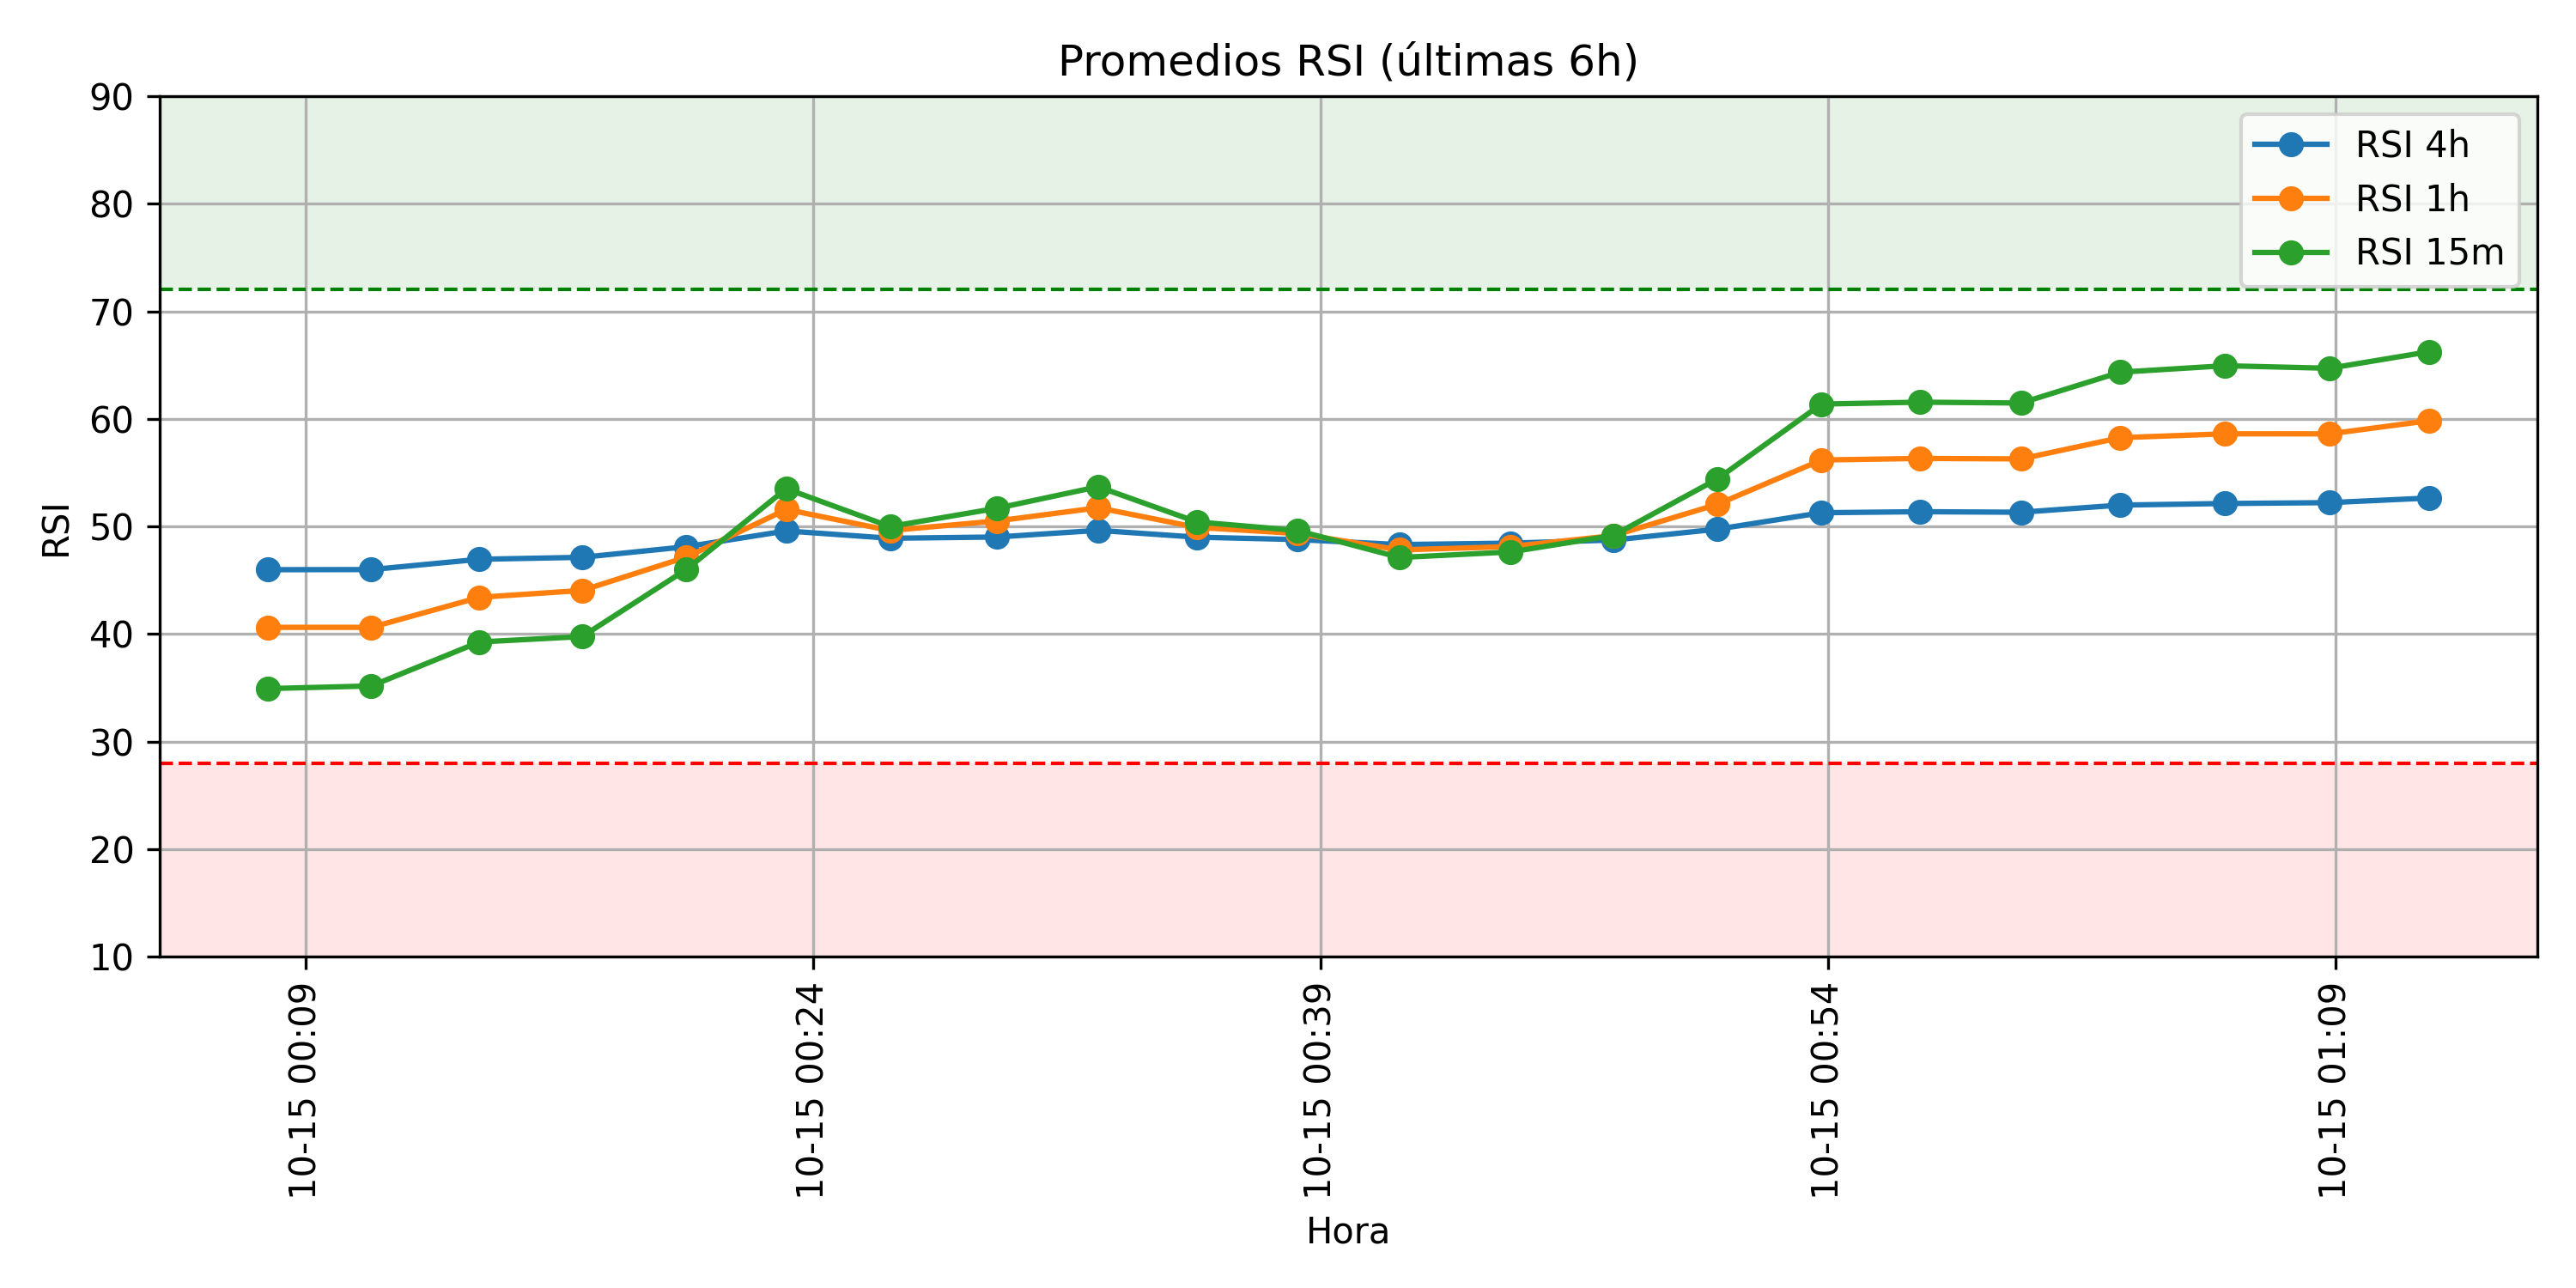 Promedios RSI (últimas 6h)
RSI 4h
RSI 1h
RSI 15m
RSI
90
80
70
60
50
40
30
20
10
10-15 00:09
10-15 00:24
10-15 00:39
10-15 00:54
10-15 01:09
Hora